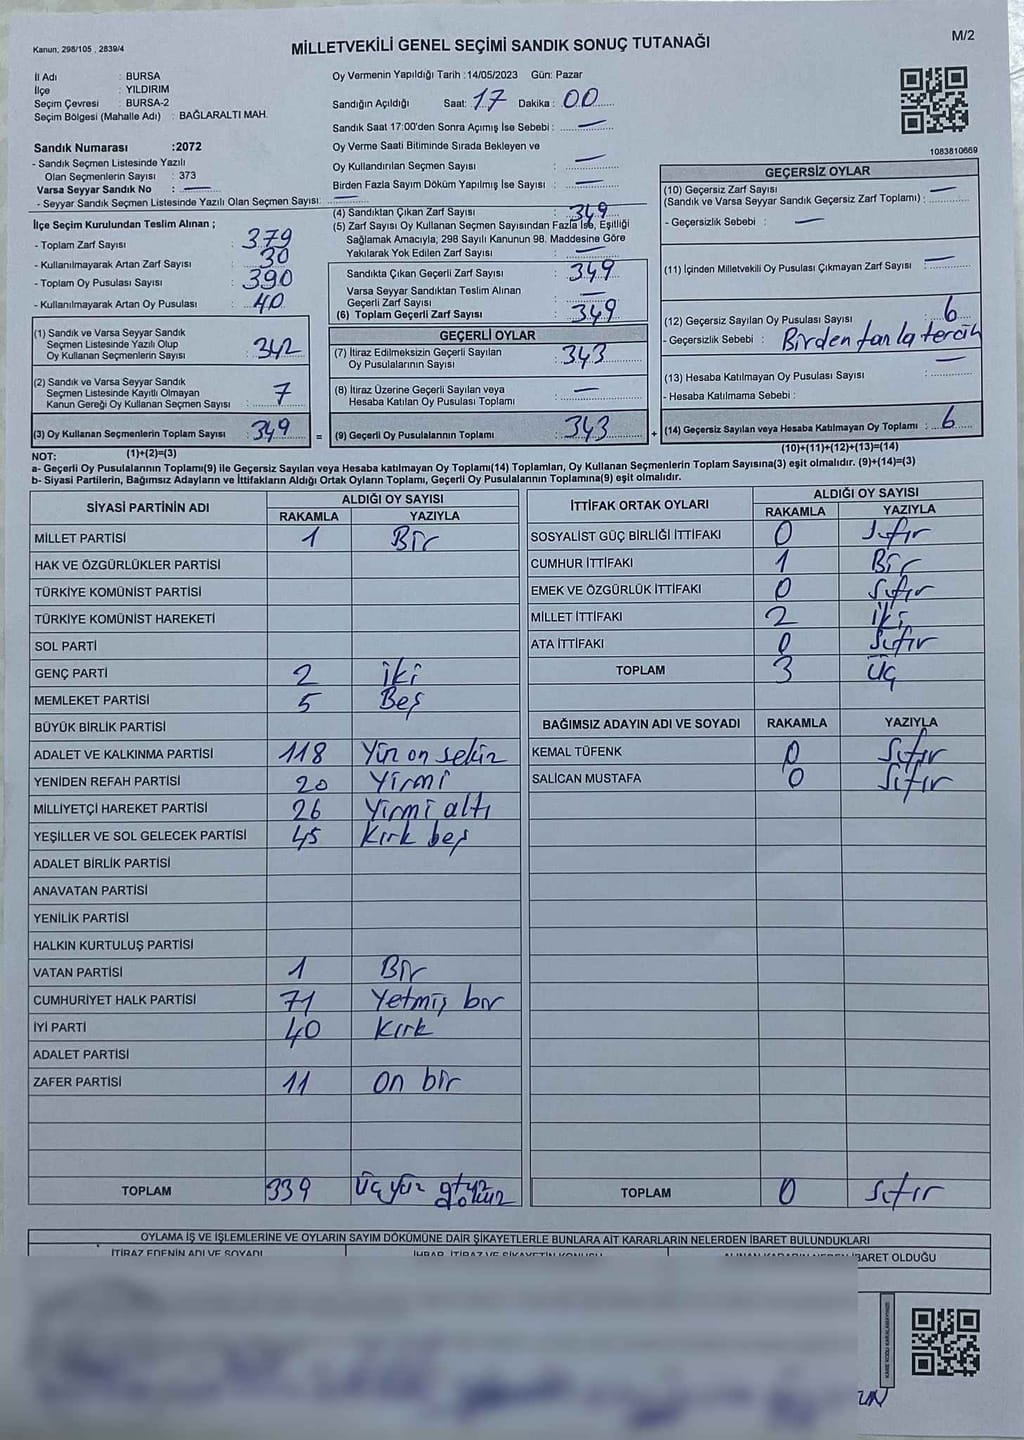 Kanun, 298/105 , 2839/4
MİLLETVEKİLİ GENEL SEÇİMİ SANDIK SONUÇ TUTANAĞI
M/2
İl Adı : BURSA
İlçe : YILDIRIM
Seçim Çevresi : BURSA-2
Seçim Bölgesi (Mahalle Adı) : BAĞLARALTI MAH.
Sandık Numarası :2072
- Sandık Seçmen Listesinde Yazılı
Olan Seçmenlerin Sayısı : 373
Varsa Seyyar Sandık No : —
- Seyyar Sandık Seçmen Listesinde Yazılı Olan Seçmen Sayısı: —
Oy Vermenin Yapıldığı Tarih :14/05/2023 Gün: Pazar
Sandığın Açıldığı Saat: 17 Dakika : 00
Sandık Saat 17:00'den Sonra Açımış İse Sebebi : —
Oy Verme Saati Bitiminde Sırada Bekleyen ve
Oy Kullandırılan Seçmen Sayısı : —
Birden Fazla Sayım Döküm Yapılmış İse Sayısı : —
1083810669
İlçe Seçim Kurulundan Teslim Alınan ;
- Toplam Zarf Sayısı : 379
- Kullanılmayarak Artan Zarf Sayısı : 30
- Toplam Oy Pusulası Sayısı : 390
- Kullanılmayarak Artan Oy Pusulası : 40
(1) Sandık ve Varsa Seyyar Sandık
Seçmen Listesinde Yazılı Olup
Oy Kullanan Seçmenlerin Sayısı : 342
(2) Sandık ve Varsa Seyyar Sandık
Seçmen Listesinde Kayıtlı Olmayan
Kanun Gereği Oy Kullanan Seçmen Sayısı : 7
(3) Oy Kullanan Seçmenlerin Toplam Sayısı : 349 =
(1)+(2)=(3)
(4) Sandıktan Çıkan Zarf Sayısı : 349
(5) Zarf Sayısı Oy Kullanan Seçmen Sayısından Fazla İse, Eşitliği
Sağlamak Amacıyla, 298 Sayılı Kanunun 98. Maddesine Göre
Yakılarak Yok Edilen Zarf Sayısı : —
Sandıkta Çıkan Geçerli Zarf Sayısı : 349
Varsa Seyyar Sandıktan Teslim Alınan
Geçerli Zarf Sayısı : —
(6) Toplam Geçerli Zarf Sayısı : 349
GEÇERLİ OYLAR
(7) İtiraz Edilmeksizin Geçerli Sayılan
Oy Pusulalarının Sayısı : 343
(8) İtiraz Üzerine Geçerli Sayılan veya
Hesaba Katılan Oy Pusulası Toplamı : —
(9) Geçerli Oy Pusulalarının Toplamı : 343 +
GEÇERSİZ OYLAR
(10) Geçersiz Zarf Sayısı
(Sandık ve Varsa Seyyar Sandık Geçersiz Zarf Toplamı) : —
- Geçersizlik Sebebi : —
(11) İçinden Milletvekili Oy Pusulası Çıkmayan Zarf Sayısı : —
(12) Geçersiz Sayılan Oy Pusulası Sayısı : 6
- Geçersizlik Sebebi : Birden fanla tercih
(13) Hesaba Katılmayan Oy Pusulası Sayısı : —
- Hesaba Katılmama Sebebi :
(14) Geçersiz Sayılan veya Hesaba Katılmayan Oy Toplamı : 6
(10)+(11)+(12)+(13)=(14)
NOT:
a- Geçerli Oy Pusulalarının Toplamı(9) ile Geçersiz Sayılan veya Hesaba katılmayan Oy Toplamı(14) Toplamları, Oy Kullanan Seçmenlerin Toplam Sayısına(3) eşit olmalıdır. (9)+(14)=(3)
b- Siyasi Partilerin, Bağımsız Adayların ve İttifakların Aldığı Ortak Oyların Toplamı, Geçerli Oy Pusulalarının Toplamına(9) eşit olmalıdır.
SİYASİ PARTİNİN ADI ALDIĞI OY SAYISI
RAKAMLA YAZIYLA
MİLLET PARTİSİ 1 Bir
HAK VE ÖZGÜRLÜKLER PARTİSİ
TÜRKİYE KOMÜNİST PARTİSİ
TÜRKİYE KOMÜNİST HAREKETİ
SOL PARTİ
GENÇ PARTİ 2 iki
MEMLEKET PARTİSİ 5 Beş
BÜYÜK BİRLİK PARTİSİ
ADALET VE KALKINMA PARTİSİ 118 Yüz on sekiz
YENİDEN REFAH PARTİSİ 20 Yirmi
MİLLİYETÇİ HAREKET PARTİSİ 26 Yirmi altı
YEŞİLLER VE SOL GELECEK PARTİSİ 45 Kırk beş
ADALET BİRLİK PARTİSİ
ANAVATAN PARTİSİ
YENİLİK PARTİSİ
HALKIN KURTULUŞ PARTİSİ
VATAN PARTİSİ 1 Bir
CUMHURİYET HALK PARTİSİ 71 Yetmiş bir
İYİ PARTİ 40 Kırk
ADALET PARTİSİ
ZAFER PARTİSİ 11 on bir
TOPLAM 339 Üç yüz otuz dokuz
İTTİFAK ORTAK OYLARI ALDIĞI OY SAYISI
RAKAMLA YAZIYLA
SOSYALİST GÜÇ BİRLİĞİ İTTİFAKI 0 Sıfır
CUMHUR İTTİFAKI 1 Bir
EMEK VE ÖZGÜRLÜK İTTİFAKI 0 Sıfır
MİLLET İTTİFAKI 2 iki
ATA İTTİFAKI 0 Sıfır
TOPLAM 3 Üç
BAĞIMSIZ ADAYIN ADI VE SOYADI RAKAMLA YAZIYLA
KEMAL TÜFENK 0 Sıfır
SALİCAN MUSTAFA 0 Sıfır
TOPLAM 0 Sıfır
OYLAMA İŞ VE İŞLEMLERİNE VE OYLARIN SAYIM DÖKÜMÜNE DAİR ŞİKAYETLERLE BUNLARA AİT KARARLARIN NELERDEN İBARET BULUNDUKLARI
İTİRAZ EDENİN ADI VE SOYADI İHBAR, İTİRAZ VE ŞİKAYETİN KONUSU ALINAN KARARIN NEDEN İBARET OLDUĞU
KARE KODU KARALAMAYINIZ!